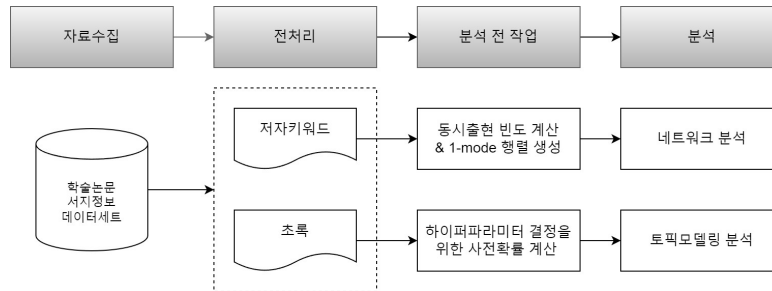 자료수집
전처리
분석 전 작업
분석
학술논문
서지정보
데이터세트
저자키워드
동시출현 빈도 계산
& 1-mode 행렬 생성
네트워크 분석
초록
하이퍼파라미터 결정을
위한 사전확률 계산
토픽모델링 분석